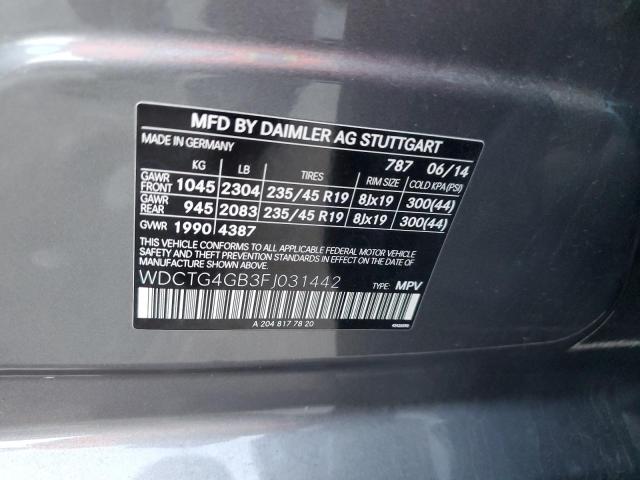 MFD BY DAIMLER AG STUTTGART
MADE IN GERMANY 787 06/14
KG LB TIRES RIM SIZE COLD KPA (PSI)
GAWR FRONT 1045 2304 235/45 R19 8Jx19 300(44)
GAWR REAR 945 2083 235/45 R19 8Jx19 300(44)
GVWR 1990 4387
THIS VEHICLE CONFORMS TO ALL APPLICABLE FEDERAL MOTOR VEHICLE
SAFETY AND THEFT PREVENTION STANDARDS IN EFFECT ON THE DATE OF
MANUFACTURE SHOWN ABOVE.
WDCTG4GB3FJ031442 TYPE: MPV
A 204 817 78 20